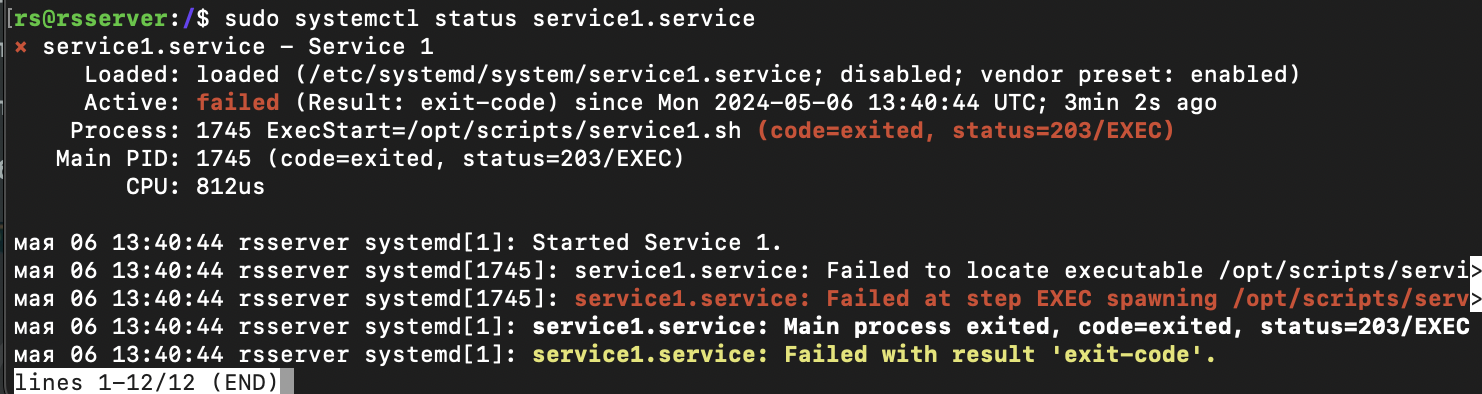 [rs@rsserver:/$ sudo systemctl status service1.service
× service1.service - Service 1
Loaded: loaded (/etc/systemd/system/service1.service; disabled; vendor preset: enabled)
Active: failed (Result: exit-code) since Mon 2024-05-06 13:40:44 UTC; 3min 2s ago
Process: 1745 ExecStart=/opt/scripts/service1.sh (code=exited, status=203/EXEC)
Main PID: 1745 (code=exited, status=203/EXEC)
CPU: 812us
мая 06 13:40:44 rsserver systemd[1]: Started Service 1.
мая 06 13:40:44 rsserver systemd[1745]: service1.service: Failed to locate executable /opt/scripts/servi>
мая 06 13:40:44 rsserver systemd[1745]: service1.service: Failed at step EXEC spawning /opt/scripts/serv>
мая 06 13:40:44 rsserver systemd[1]: service1.service: Main process exited, code=exited, status=203/EXEC
мая 06 13:40:44 rsserver systemd[1]: service1.service: Failed with result 'exit-code'.
lines 1-12/12 (END)